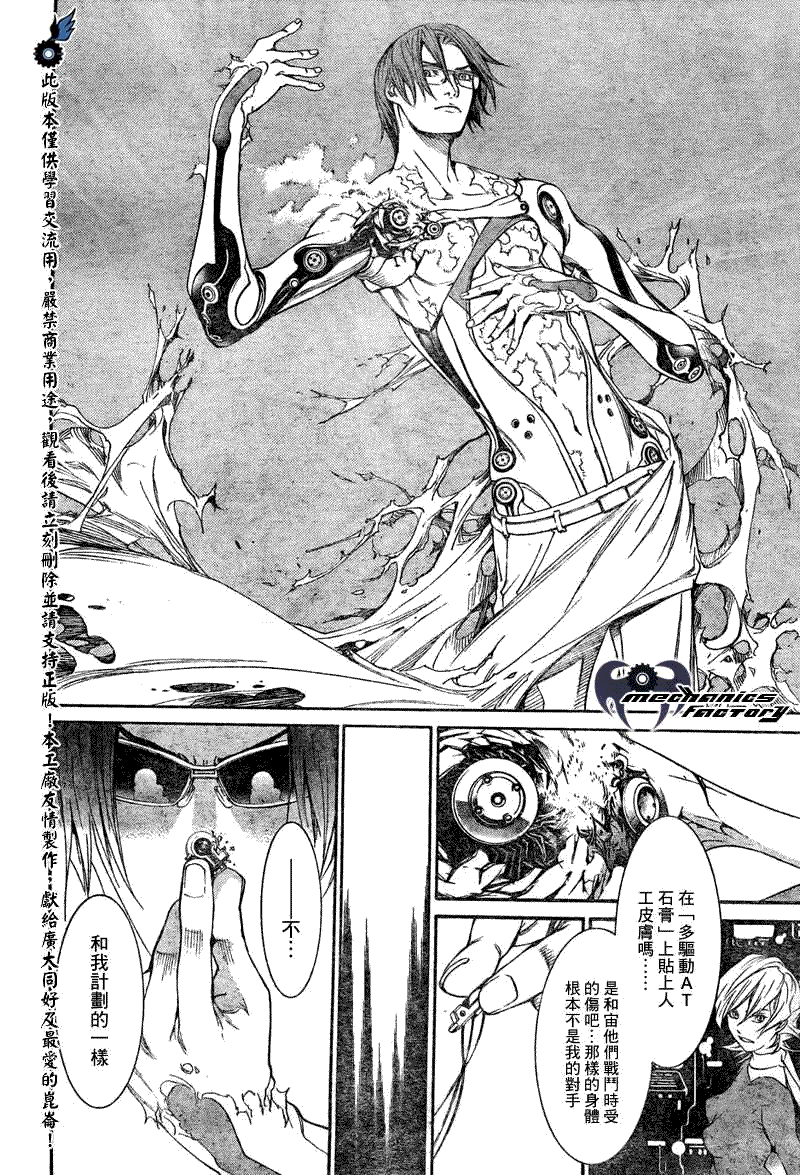 此版本僅供學習交流用，嚴禁商業用途，觀看後請立刻刪除並請支持正版！本工廠友情製作，獻給廣大同好及最愛的崑崙！
mechanics
factory
在「多驅動AT
石膏」上貼上人
工皮膚嗎……
是和宙他們戰鬥時受
的傷吧…那樣的身體
根本不是我的對手
——不…
和我計劃的一樣